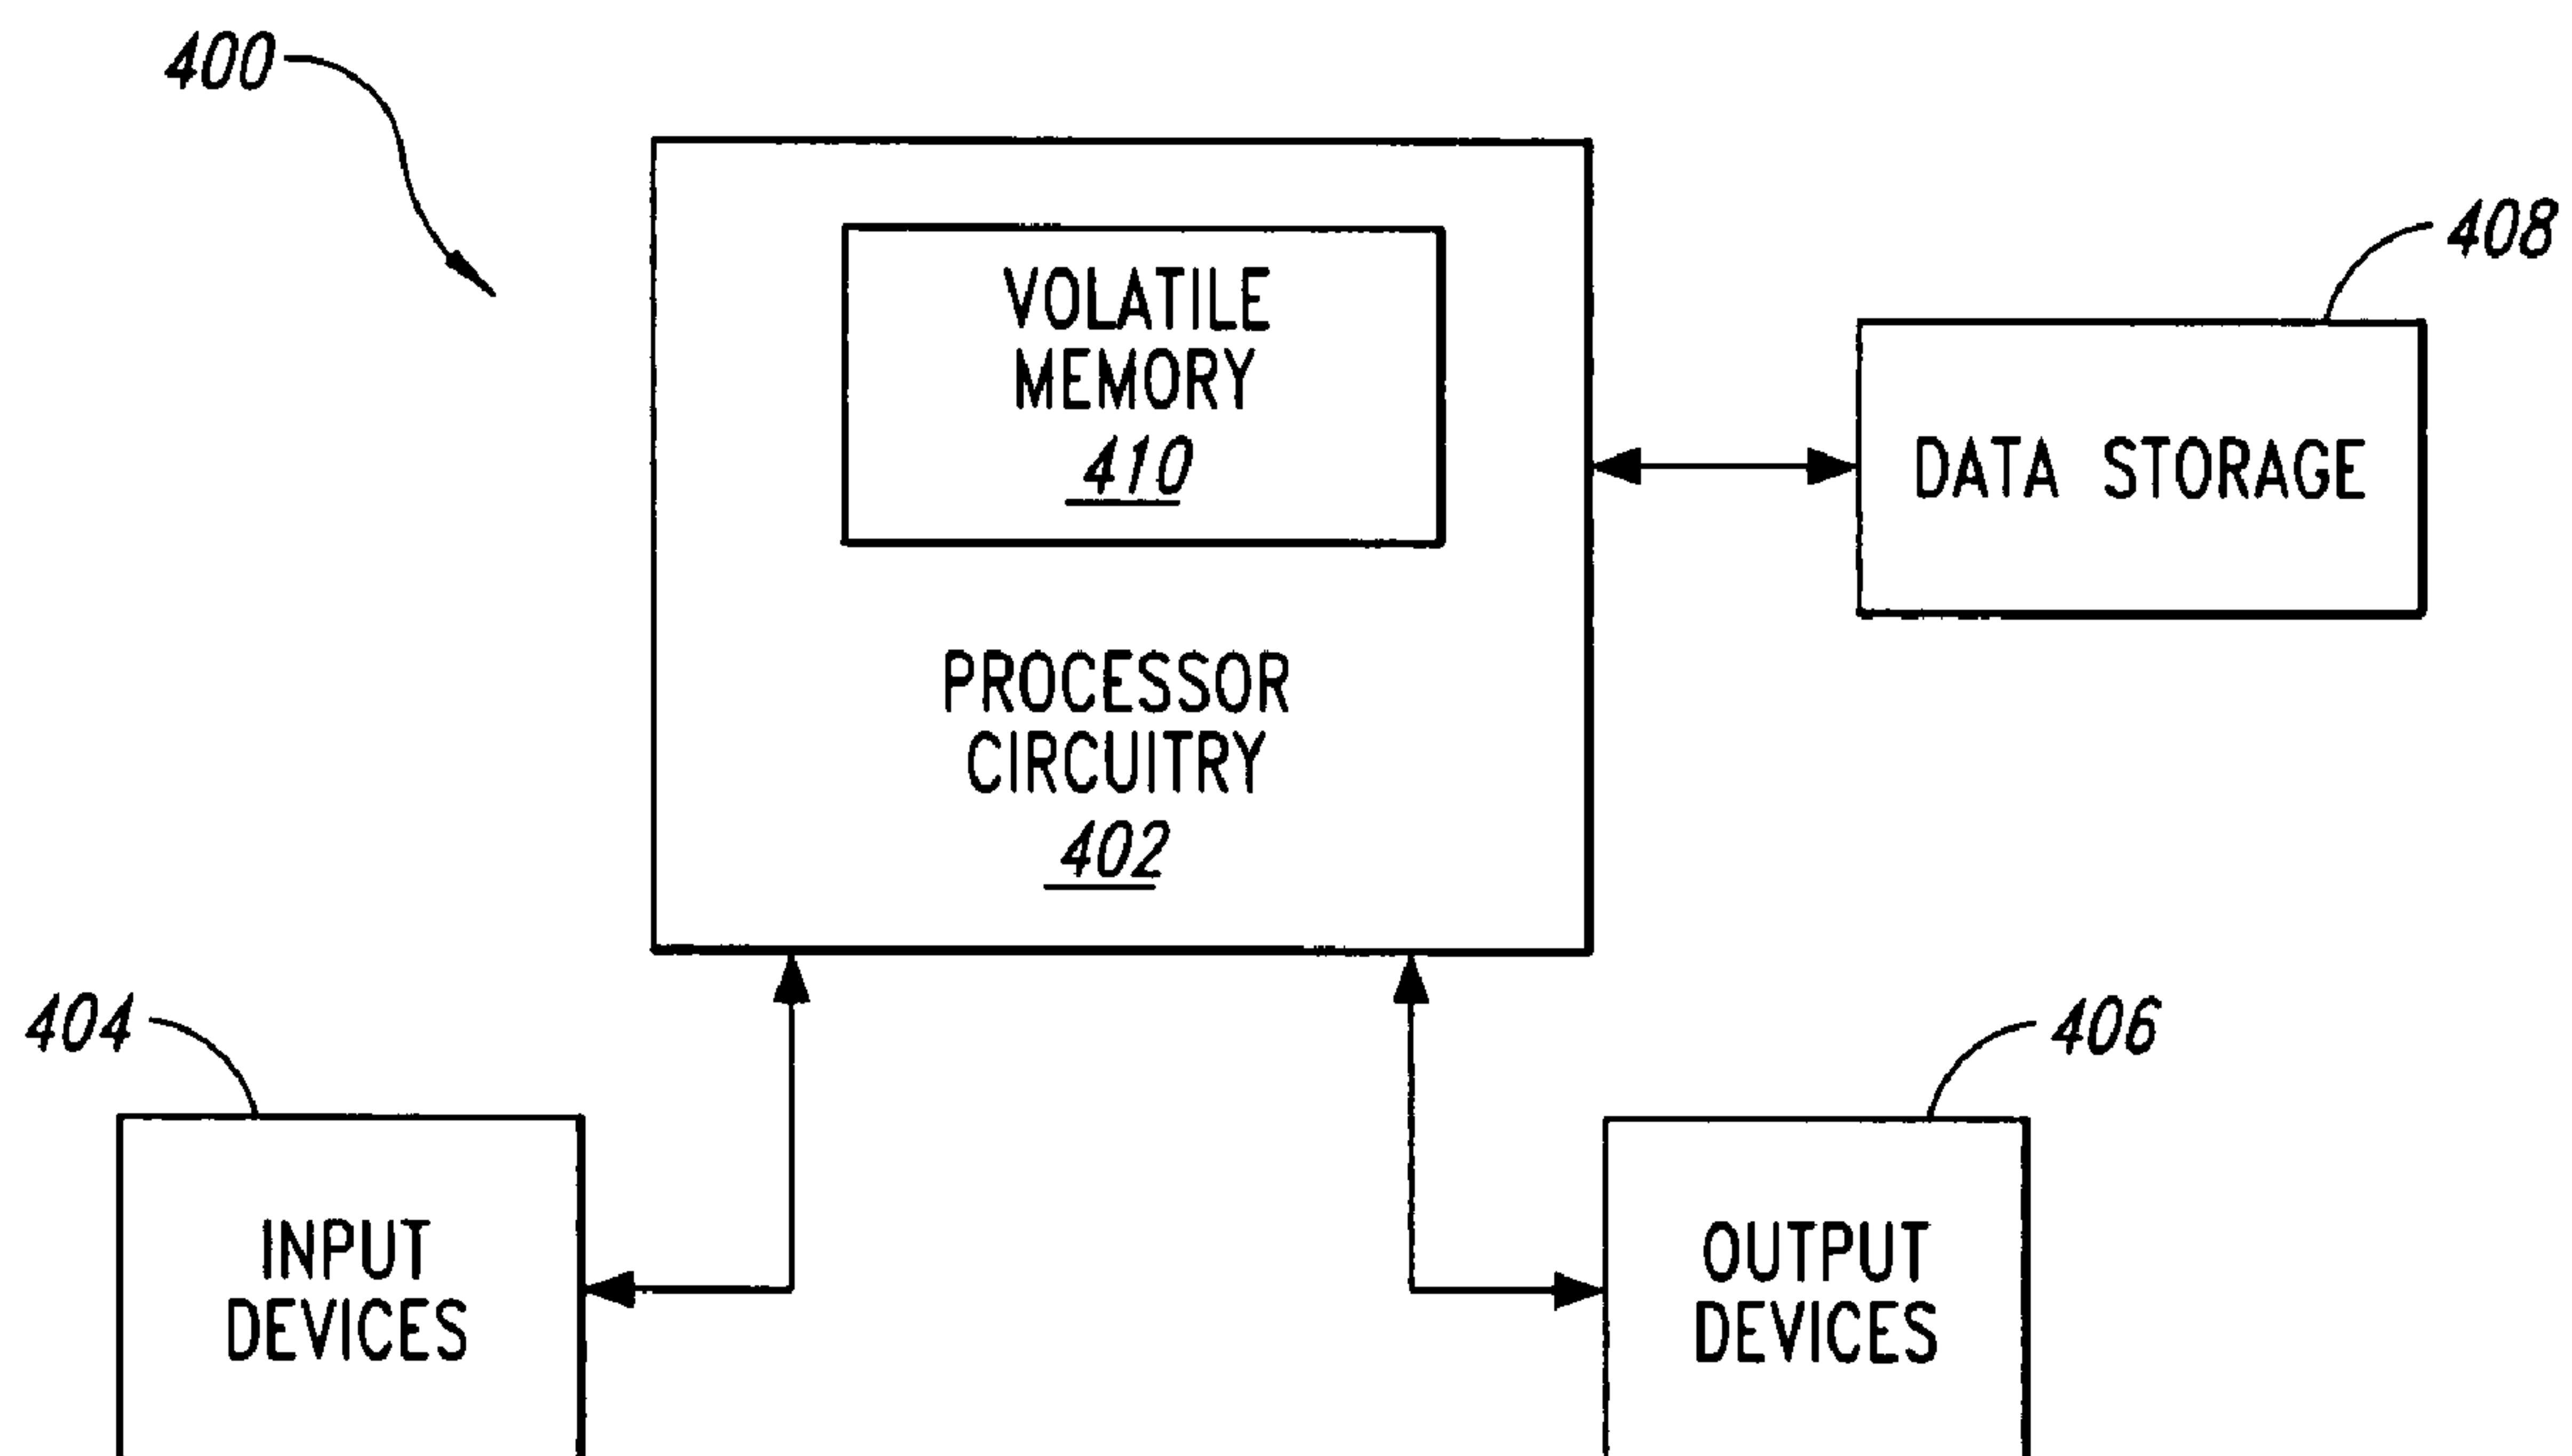 400
VOLATILE
MEMORY
410
408
DATA STORAGE
PROCESSOR
CIRCUITRY
402
404
406
INPUT
DEVICES
OUTPUT
DEVICES